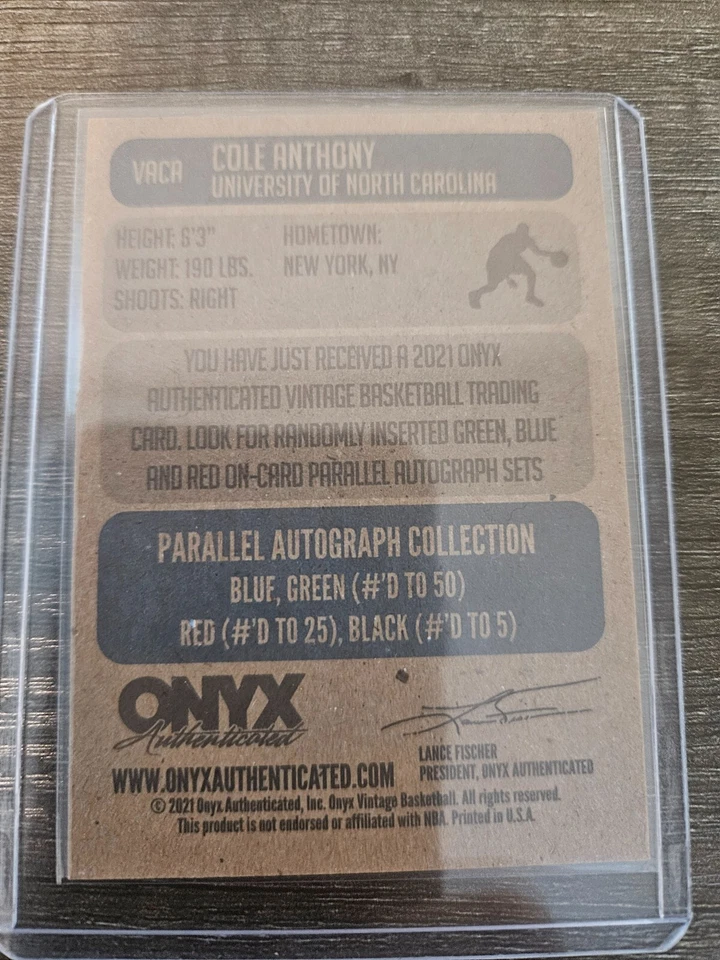 VACA
COLE ANTHONY
UNIVERSITY OF NORTH CAROLINA
HEIGHT: 6'3"
WEIGHT: 190 LBS.
SHOOTS: RIGHT
HOMETOWN:
NEW YORK, NY
YOU HAVE JUST RECEIVED A 2021 ONYX
AUTHENTICATED VINTAGE BASKETBALL TRADING
CARD. LOOK FOR RANDOMLY INSERTED GREEN, BLUE
AND RED ON-CARD PARALLEL AUTOGRAPH SETS
PARALLEL AUTOGRAPH COLLECTION
BLUE, GREEN (#'D TO 50)
RED (#'D TO 25), BLACK (#'D TO 5)
ONYX
Authenticated
WWW.ONYXAUTHENTICATED.COM
LANCE FISCHER
PRESIDENT, ONYX AUTHENTICATED
© 2021 Onyx Authenticated, Inc. Onyx Vintage Basketball. All rights reserved.
This product is not endorsed or affiliated with NBA. Printed in U.S.A.